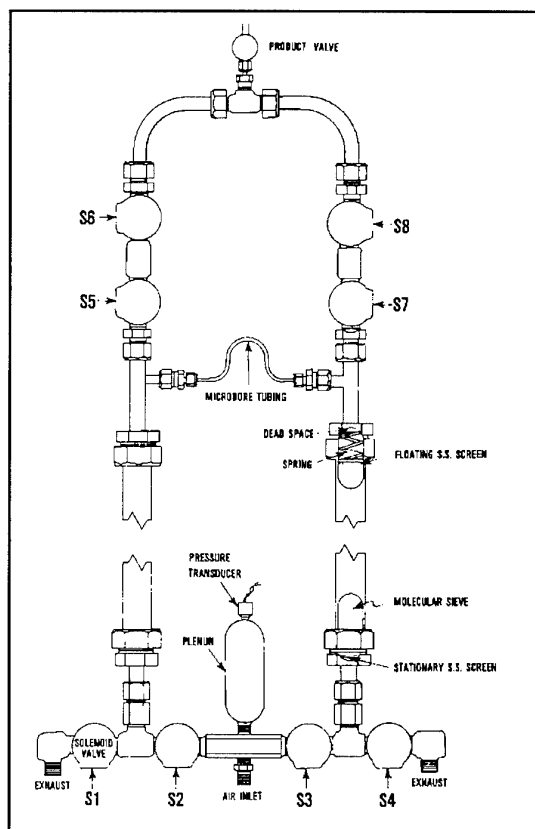 PRODUCT VALVE
S6
S8
S5
S7
MICROBORE TUBING
DEAD SPACE
SPRING
FLOATING S.S. SCREEN
PRESSURE
TRANSDUCER
PLENUM
MOLECULAR SIEVE
STATIONARY S.S. SCREEN
SOLENOID
VALVE
EXHAUST
S1
S2
AIR INLET
S3
S4
EXHAUST